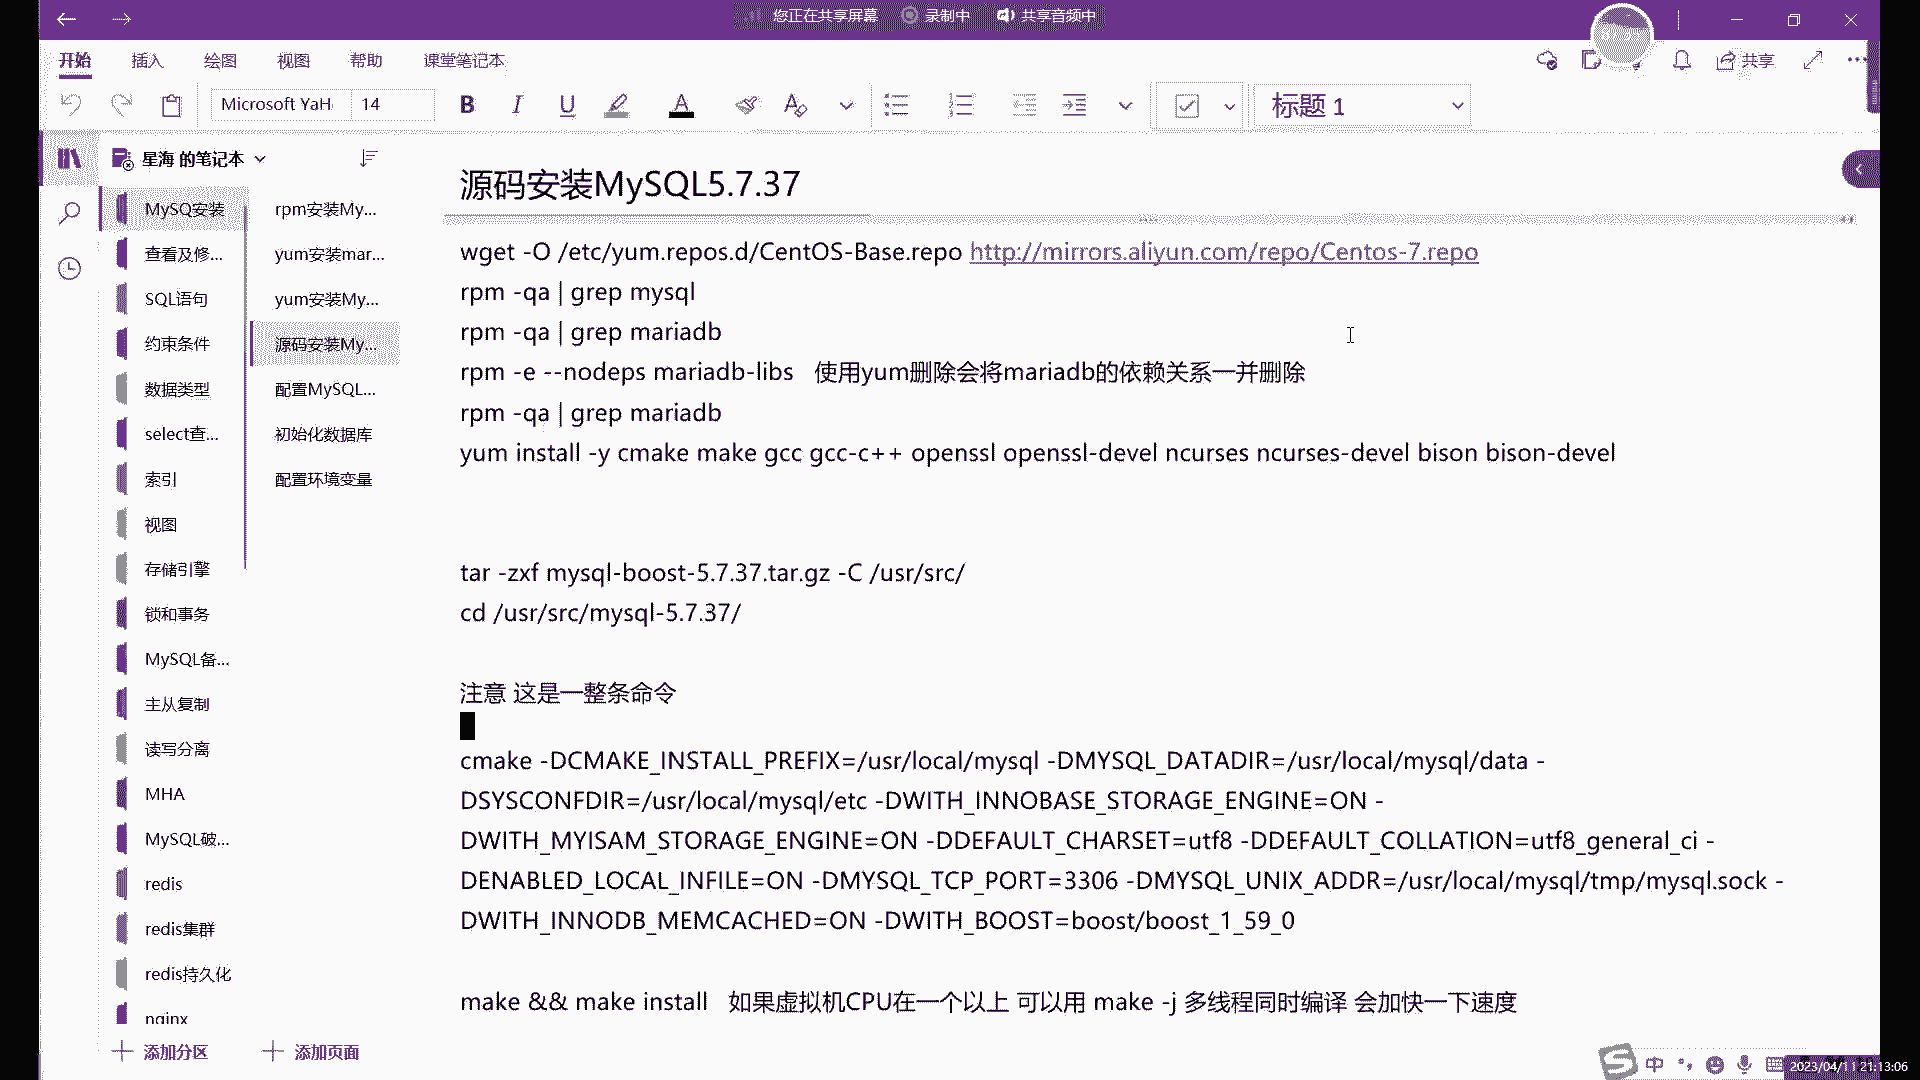 您正在共享屏幕 录制中 共享音频中
开始 插入 绘图 视图 帮助 课堂笔记本
共享
Microsoft YaH 14 B I U A 标题 1
星海 的笔记本
MySQ安装
查看及修...
SQL语句
约束条件
数据类型
select查...
索引
视图
存储引擎
锁和事务
MySQL备...
主从复制
读写分离
MHA
MySQL破...
redis
redis集群
redis持久化
nginx
添加分区
rpm安装My...
yum安装mar...
yum安装My...
源码安装My...
配置MySQL...
初始化数据库
配置环境变量
添加页面
源码安装MySQL5.7.37
wget -O /etc/yum.repos.d/CentOS-Base.repo http://mirrors.aliyun.com/repo/Centos-7.repo
rpm -qa | grep mysql
rpm -qa | grep mariadb
rpm -e --nodeps mariadb-libs 使用yum删除会将mariadb的依赖关系一并删除
rpm -qa | grep mariadb
yum install -y cmake make gcc gcc-c++ openssl openssl-devel ncurses ncurses-devel bison bison-devel
tar -zxf mysql-boost-5.7.37.tar.gz -C /usr/src/
cd /usr/src/mysql-5.7.37/
注意 这是一整条命令
cmake -DCMAKE_INSTALL_PREFIX=/usr/local/mysql -DMYSQL_DATADIR=/usr/local/mysql/data -
DSYSCONFDIR=/usr/local/mysql/etc -DWITH_INNOBASE_STORAGE_ENGINE=ON -
DWITH_MYISAM_STORAGE_ENGINE=ON -DDEFAULT_CHARSET=utf8 -DDEFAULT_COLLATION=utf8_general_ci -
DENABLED_LOCAL_INFILE=ON -DMYSQL_TCP_PORT=3306 -DMYSQL_UNIX_ADDR=/usr/local/mysql/tmp/mysql.sock -
DWITH_INNODB_MEMCACHED=ON -DWITH_BOOST=boost/boost_1_59_0
make && make install 如果虚拟机CPU在一个以上 可以用 make -j 多线程同时编译 会加快一下速度
中
2023/04/11 21:13:06